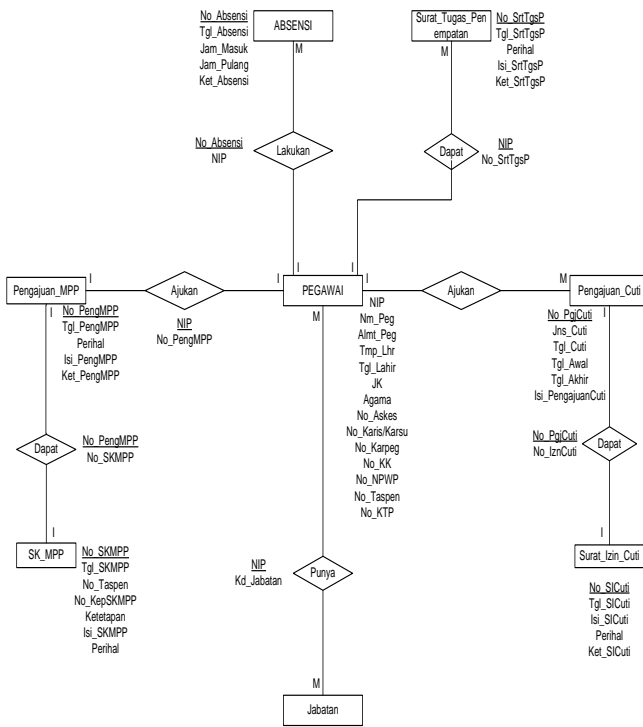 ABSENSI
No_Absensi
Tgl_Absensi
Jam_Masuk
Jam_Pulang
Ket_Absensi
M
Surat_Tugas_Pen
empatan
No_SrtTgsP
Tgl_SrtTgsP
Perihal
Isi_SrtTgsP
Ket_SrtTgsP
M
No_Absensi
NIP
Lakukan
Dapat
NIP
No_SrtTgsP
I
I
Pengajuan_MPP
I
Ajukan
I
PEGAWAI
I
Ajukan
M
Pengajuan_Cuti
No_PengMPP
Tgl_PengMPP
Perihal
Isi_PengMPP
Ket_PengMPP
I
NIP
No_PengMPP
M
NIP
Nm_Peg
Almt_Peg
Tmp_Lhr
Tgl_Lahir
JK
Agama
No_Askes
No_Karis/Karsu
No_Karpeg
No_KK
No_NPWP
No_Taspen
No_KTP
No_PgjCuti
Jns_Cuti
Tgl_Cuti
Tgl_Awal
Tgl_Akhir
Isi_PengajuanCuti
I
Dapat
No_PengMPP
No_SKMPP
No_PgjCuti
No_IznCuti
Dapat
I
SK_MPP
No_SKMPP
Tgl_SKMPP
No_Taspen
No_KepSKMPP
Ketetapan
Isi_SKMPP
Perihal
NIP
Kd_Jabatan
Punya
I
Surat_Izin_Cuti
No_SICuti
Tgl_SICuti
Isi_SICuti
Perihal
Ket_SICuti
M
Jabatan